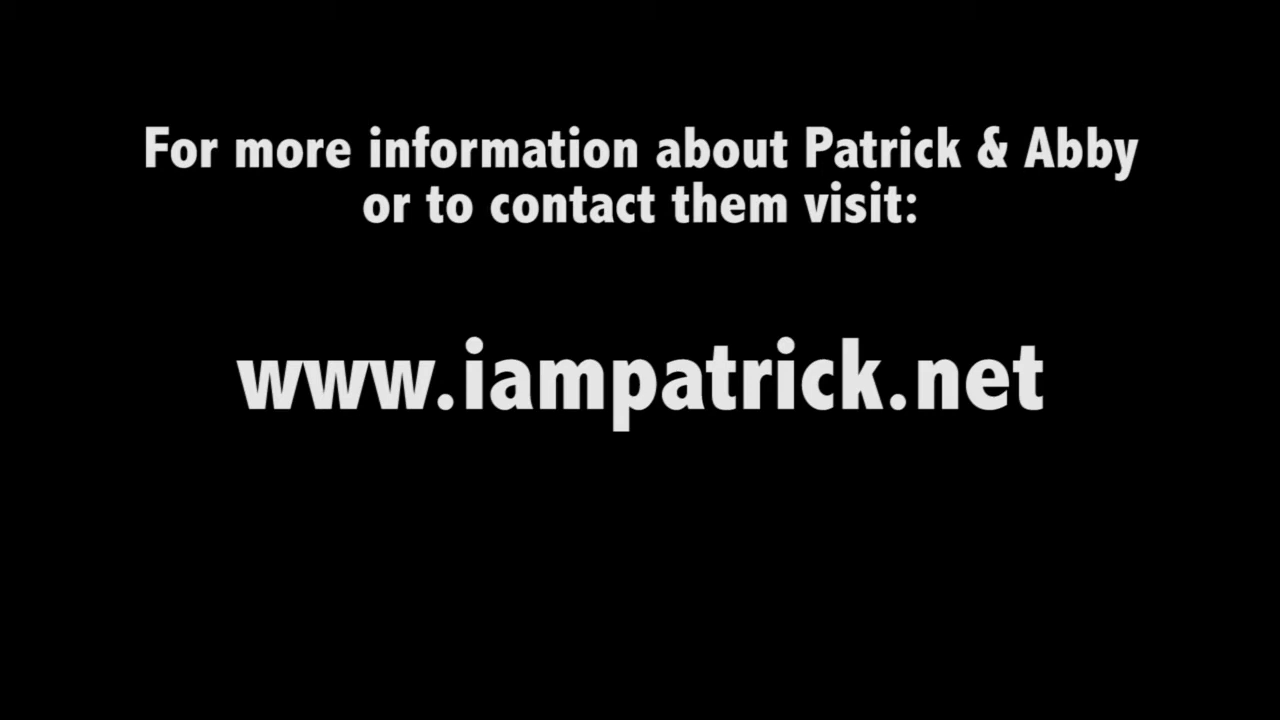 For more information about Patrick & Abby
or to contact them visit:
www.iampatrick.net